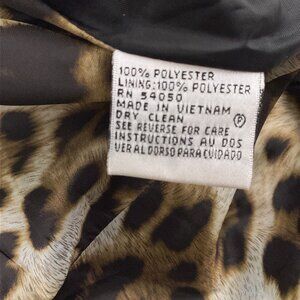 100% POLYESTER
LINING:100% POLYESTER
RN 54050
MADE IN VIETNAM
DRY CLEAN Ⓟ
SEE REVERSE FOR CARE
INSTRUCTIONS AU DOS
VER AL DORSO PARA CUIDADO